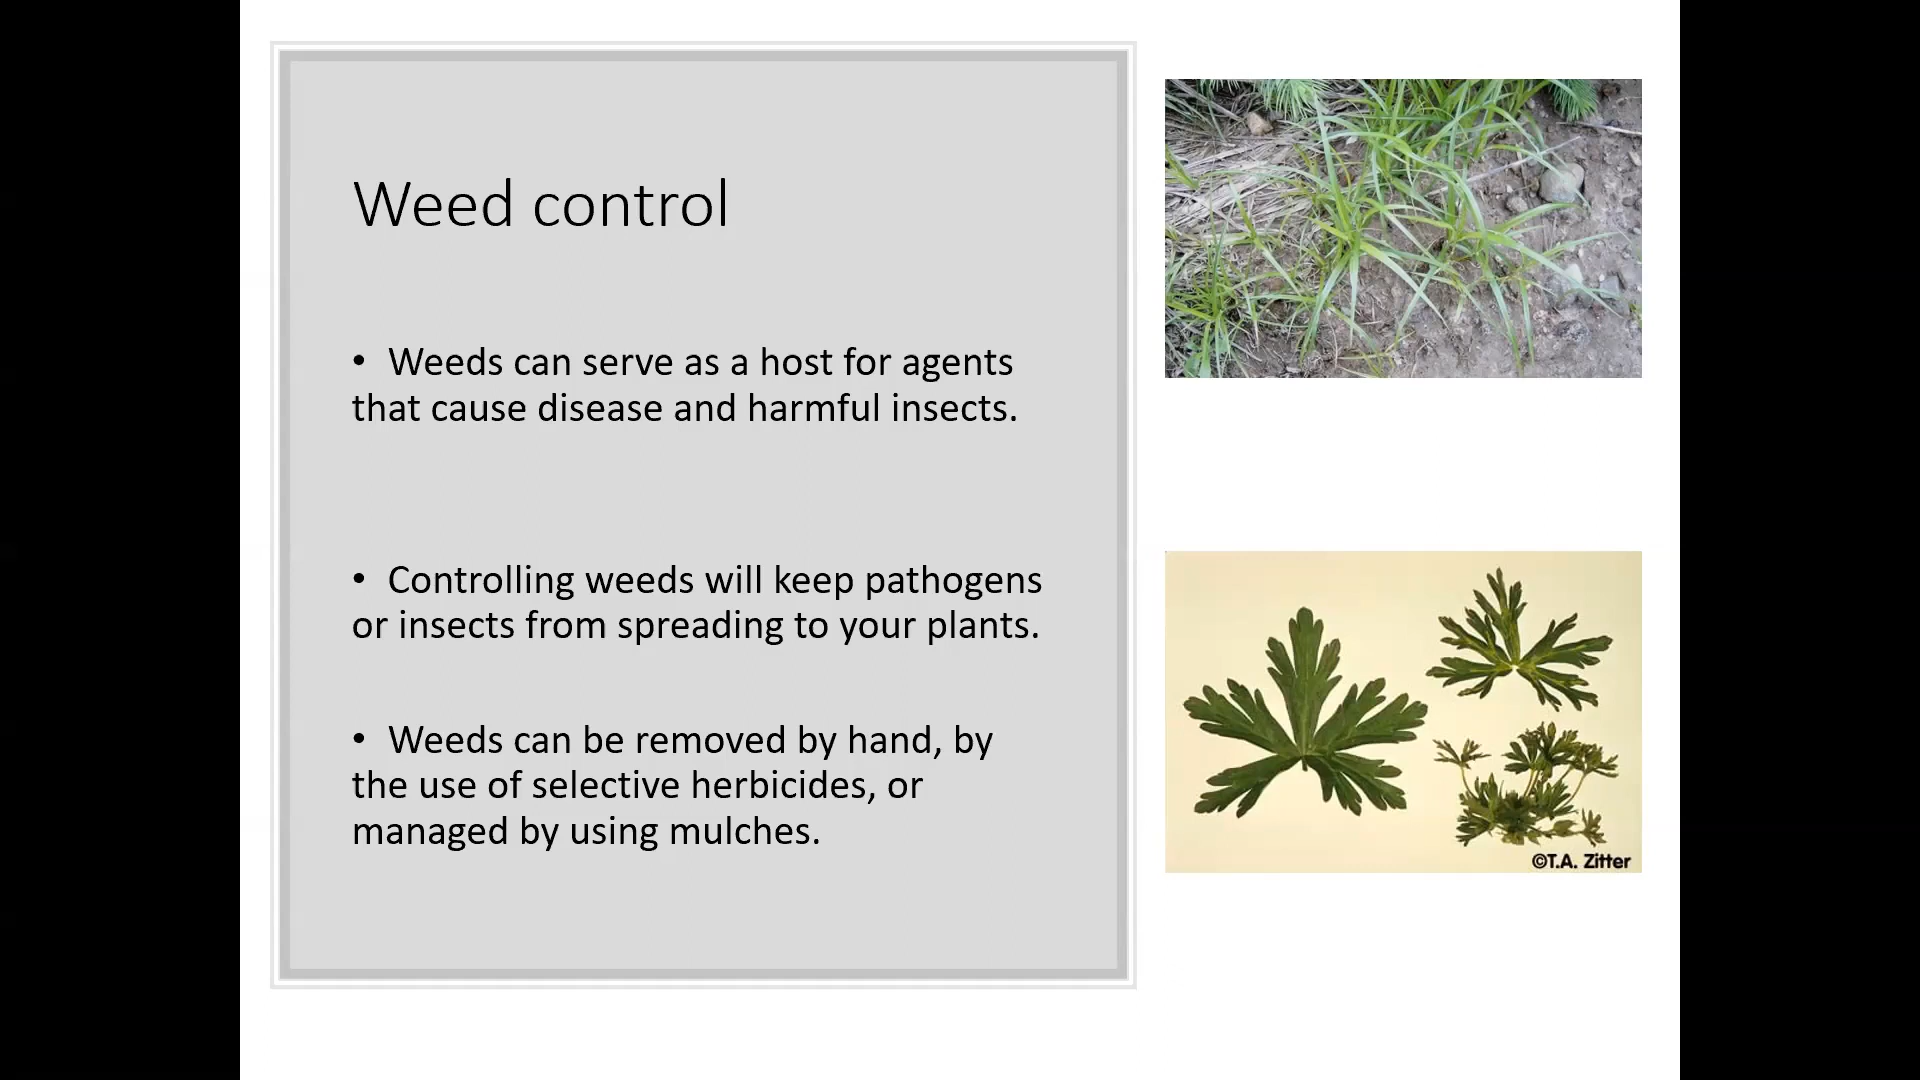 Weed control
• Weeds can serve as a host for agents
that cause disease and harmful insects.
• Controlling weeds will keep pathogens
or insects from spreading to your plants.
• Weeds can be removed by hand, by
the use of selective herbicides, or
managed by using mulches.
©T.A. Zitter